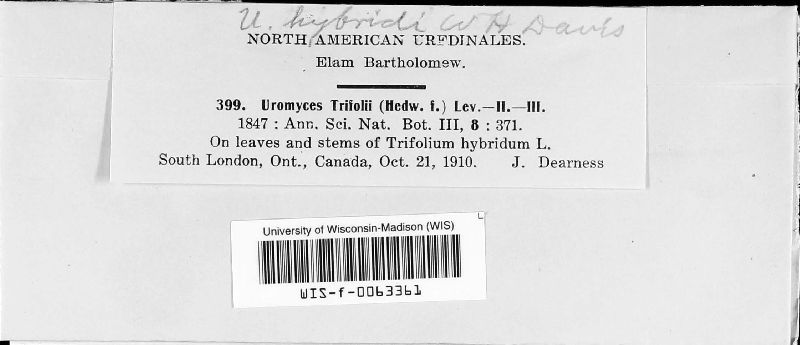 U. hybridi W H Davis
NORTH AMERICAN UREDINALES.
Elam Bartholomew.
399. Uromyces Trifolii (Hedw. f.) Lev.—II.—III.
1847 : Ann. Sci. Nat. Bot. III, 8 : 371.
On leaves and stems of Trifolium hybridum L.
South London, Ont., Canada, Oct. 21, 1910. J. Dearness
University of Wisconsin-Madison (WIS)
WIS-f-0063361